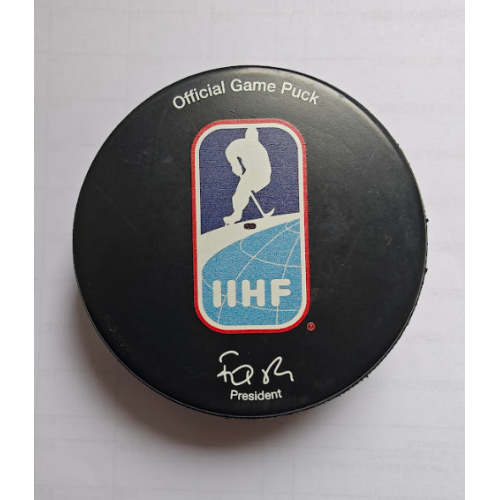 Official Game Puck
IIHF
®
President